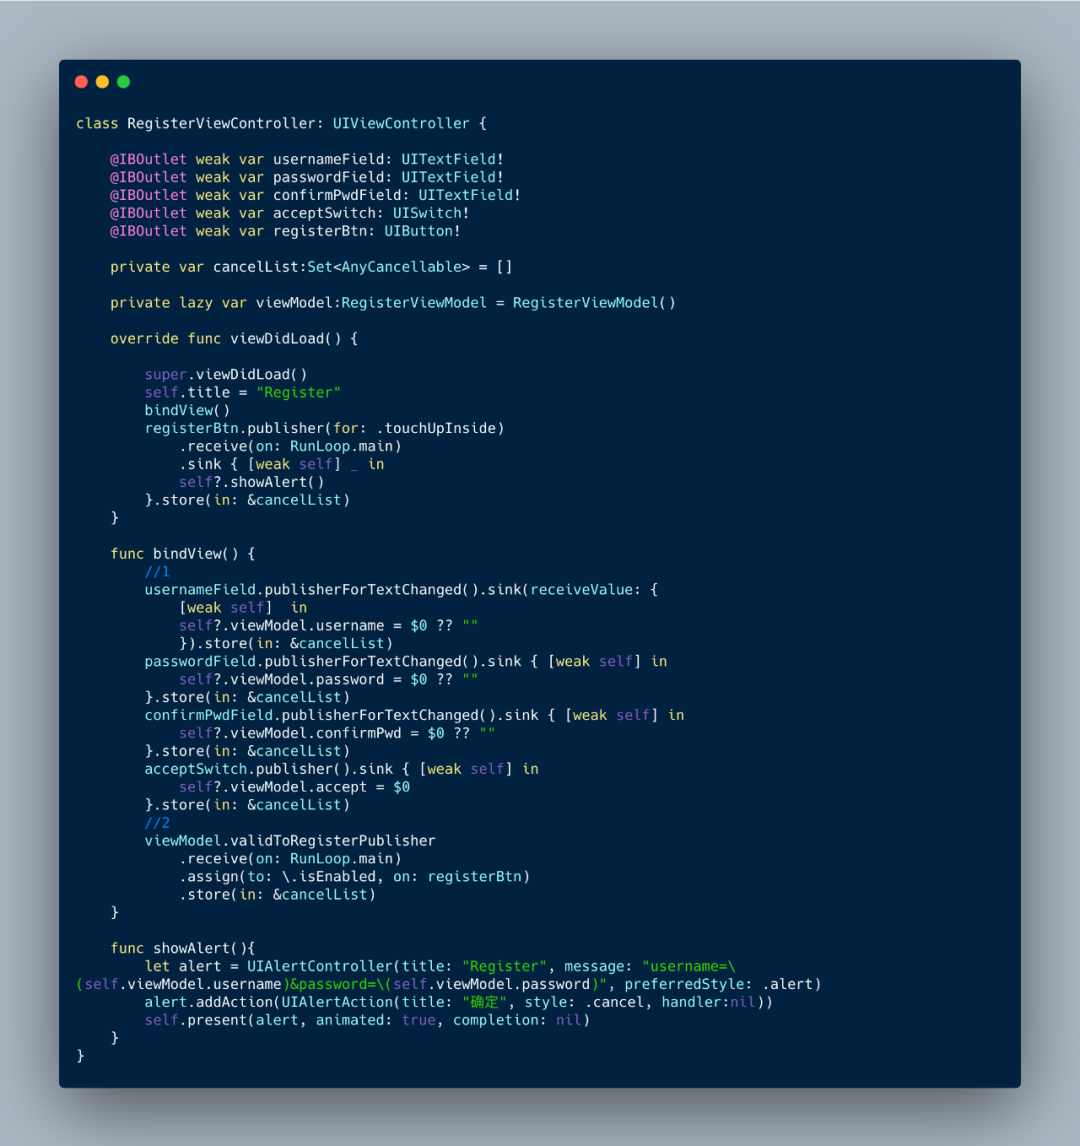 class RegisterViewController: UIViewController {

    @IBOutlet weak var usernameField: UITextField!
    @IBOutlet weak var passwordField: UITextField!
    @IBOutlet weak var confirmPwdField: UITextField!
    @IBOutlet weak var acceptSwitch: UISwitch!
    @IBOutlet weak var registerBtn: UIButton!

    private var cancelList:Set<AnyCancellable> = []

    private lazy var viewModel:RegisterViewModel = RegisterViewModel()

    override func viewDidLoad() {

        super.viewDidLoad()
        self.title = "Register"
        bindView()
        registerBtn.publisher(for: .touchUpInside)
            .receive(on: RunLoop.main)
            .sink { [weak self] _ in
            self?.showAlert()
        }.store(in: &cancelList)
    }

    func bindView() {
        //1
        usernameField.publisherForTextChanged().sink(receiveValue: {
            [weak self]  in
            self?.viewModel.username = $0 ?? ""
            }).store(in: &cancelList)
        passwordField.publisherForTextChanged().sink { [weak self] in
            self?.viewModel.password = $0 ?? ""
        }.store(in: &cancelList)
        confirmPwdField.publisherForTextChanged().sink { [weak self] in
            self?.viewModel.confirmPwd = $0 ?? ""
        }.store(in: &cancelList)
        acceptSwitch.publisher().sink { [weak self] in
            self?.viewModel.accept = $0
        }.store(in: &cancelList)
        //2
        viewModel.validToRegisterPublisher
            .receive(on: RunLoop.main)
            .assign(to: \.isEnabled, on: registerBtn)
            .store(in: &cancelList)
    }

    func showAlert(){
        let alert = UIAlertController(title: "Register", message: "username=\
(self.viewModel.username)&password=\(self.viewModel.password)", preferredStyle: .alert)
        alert.addAction(UIAlertAction(title: "确定", style: .cancel, handler:nil))
        self.present(alert, animated: true, completion: nil)
    }
}